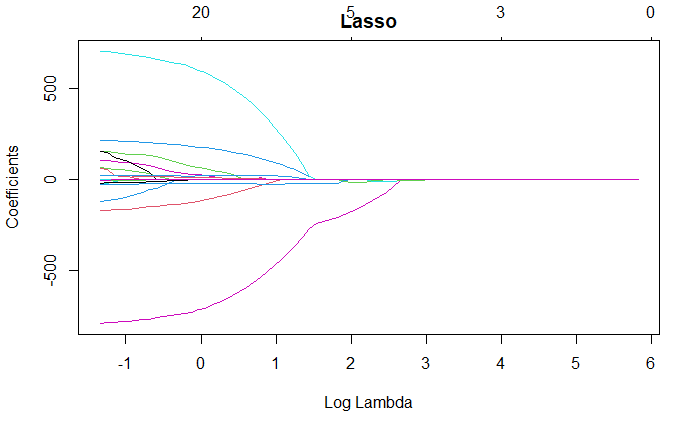 20 5 3 0
Lasso
500
0
-500
Coefficients
-1 0 1 2 3 4 5 6
Log Lambda